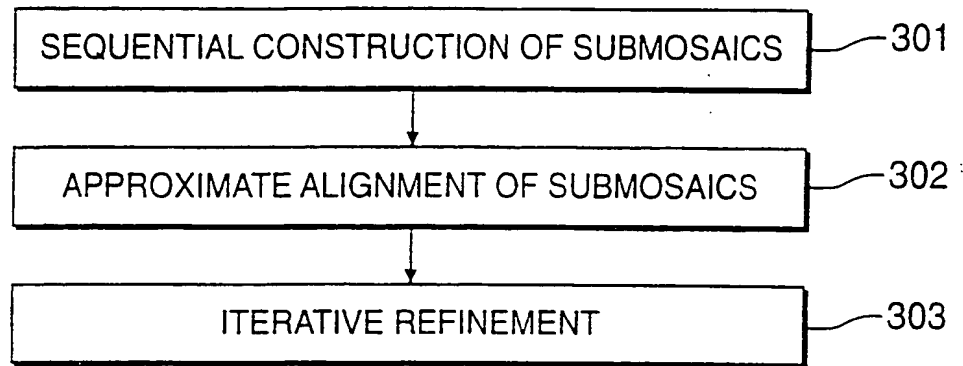 SEQUENTIAL CONSTRUCTION OF SUBMOSAICS 301
APPROXIMATE ALIGNMENT OF SUBMOSAICS 302
ITERATIVE REFINEMENT 303